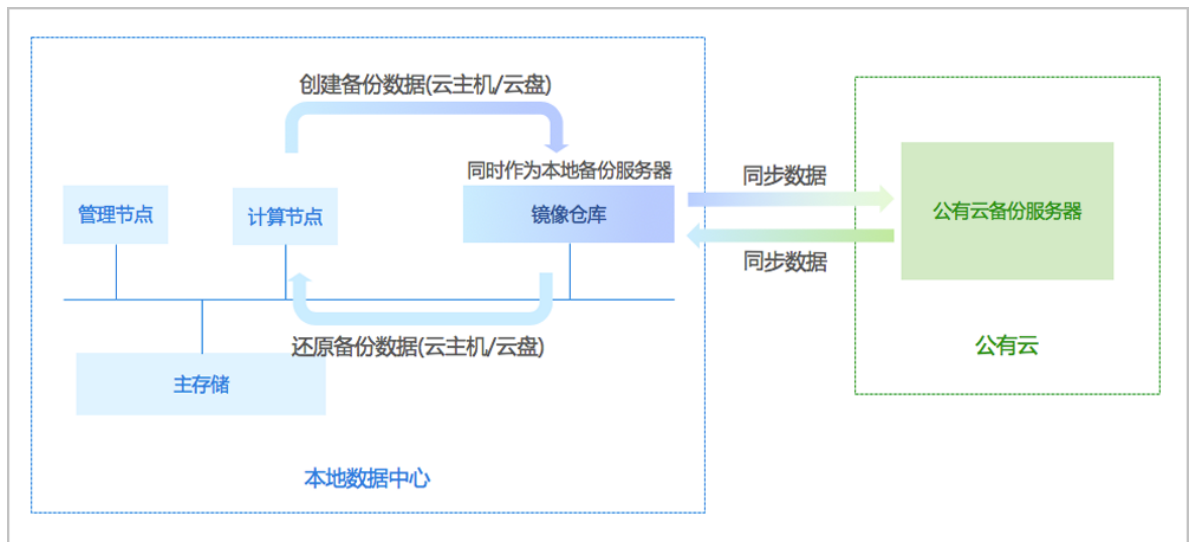 创建备份数据(云主机/云盘)
同时作为本地备份服务器
管理节点
计算节点
镜像仓库
同步数据
公有云备份服务器
同步数据
还原备份数据(云主机/云盘)
公有云
主存储
本地数据中心